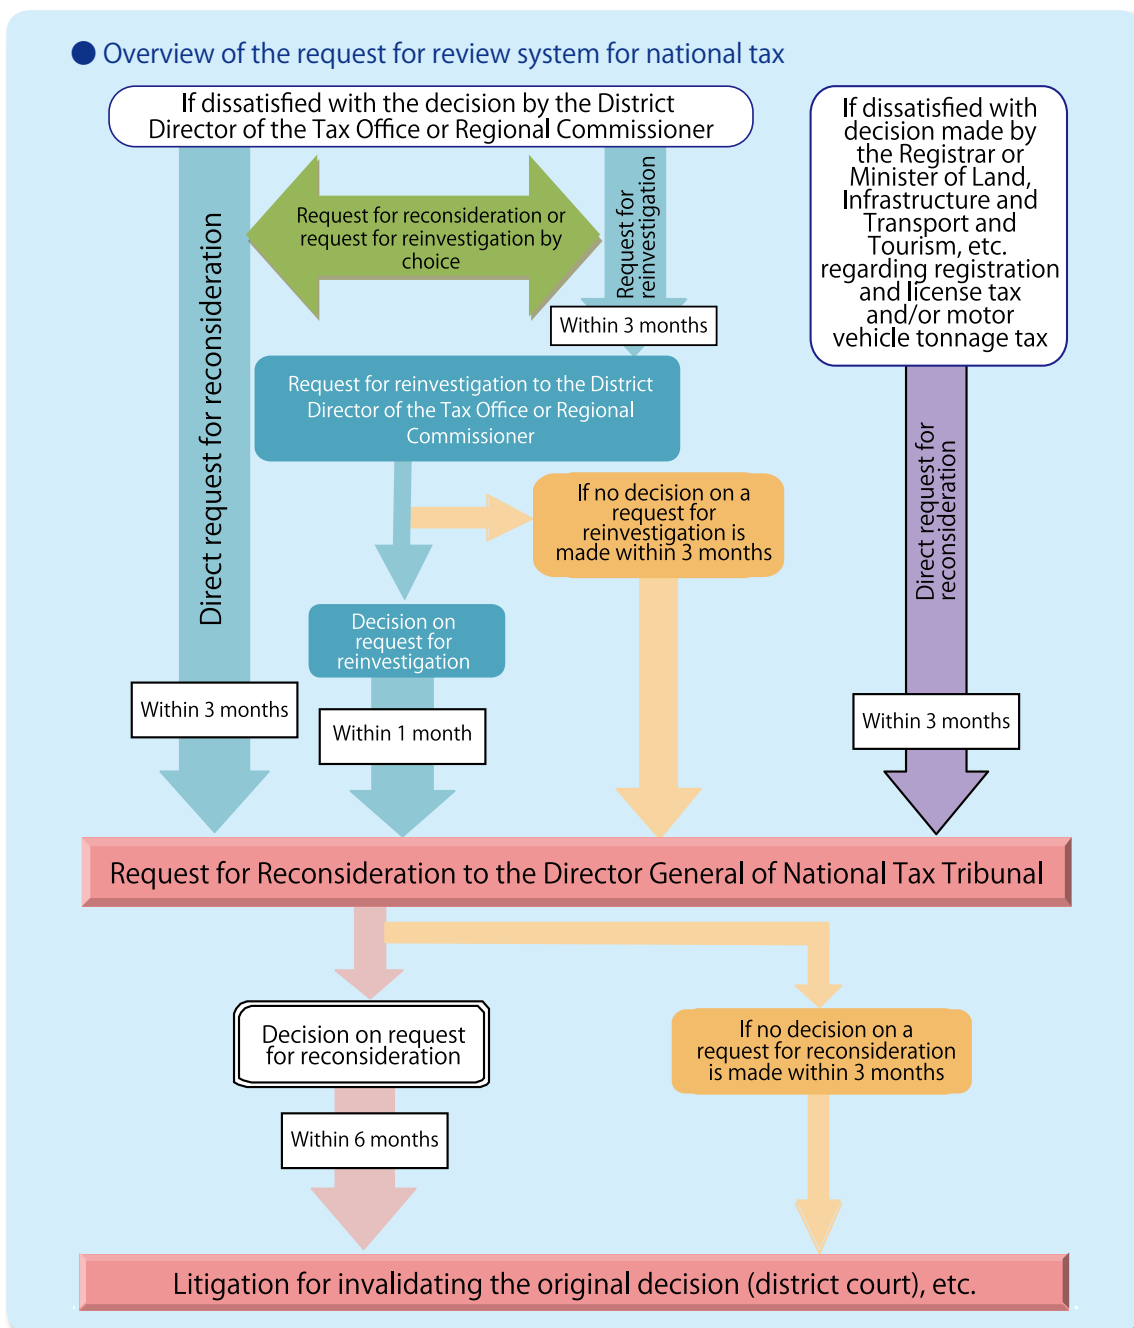 ● Overview of the request for review system for national tax
If dissatisfied with the decision by the District
Director of the Tax Office or Regional Commissioner
If dissatisfied with
decision made by
the Registrar or
Minister of Land,
Infrastructure and
Transport and
Tourism, etc.
regarding registration
and license tax
and/or motor
vehicle tonnage tax
Direct request for reconsideration
Request for reconsideration or
request for reinvestigation by
choice
Request for
reinvestigation
Within 3 months
Request for reinvestigation to the District
Director of the Tax Office or Regional
Commissioner
If no decision on a
request for
reinvestigation is
made within 3 months
Direct request for
reconsideration
Decision on
request for
reinvestigation
Within 3 months
Within 1 month
Within 3 months
Request for Reconsideration to the Director General of National Tax Tribunal
Decision on request
for reconsideration
If no decision on a
request for reconsideration
is made within 3 months
Within 6 months
Litigation for invalidating the original decision (district court), etc.